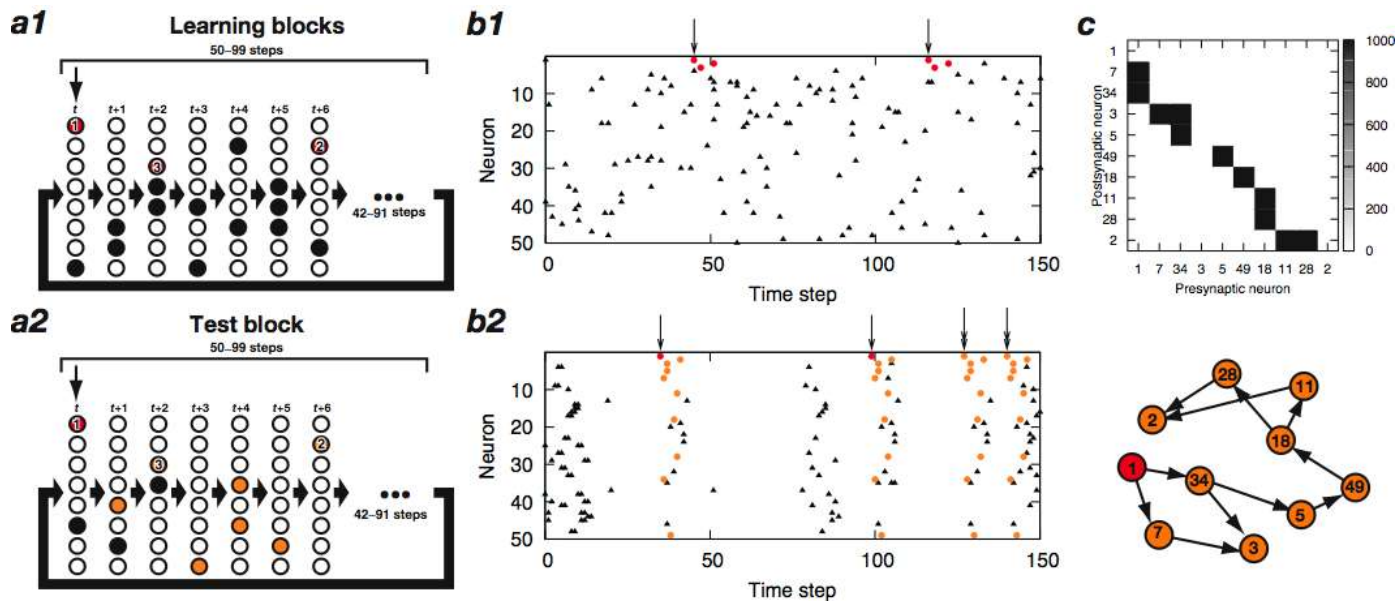 a1
Learning blocks
50–99 steps
t t+1 t+2 t+3 t+4 t+5 t+6
1
2
3
42–91 steps
a2
Test block
50–99 steps
t t+1 t+2 t+3 t+4 t+5 t+6
1
2
3
42–91 steps
b1
Neuron
10
20
30
40
50
0 50 100 150
Time step
b2
Neuron
10
20
30
40
50
0 50 100 150
Time step
c
Postsynaptic neuron
1
7
34
3
5
49
18
11
28
2
1 7 34 3 5 49 18 11 28 2
Presynaptic neuron
1000
800
600
400
200
0
28
11
2
18
1
34
49
5
7
3